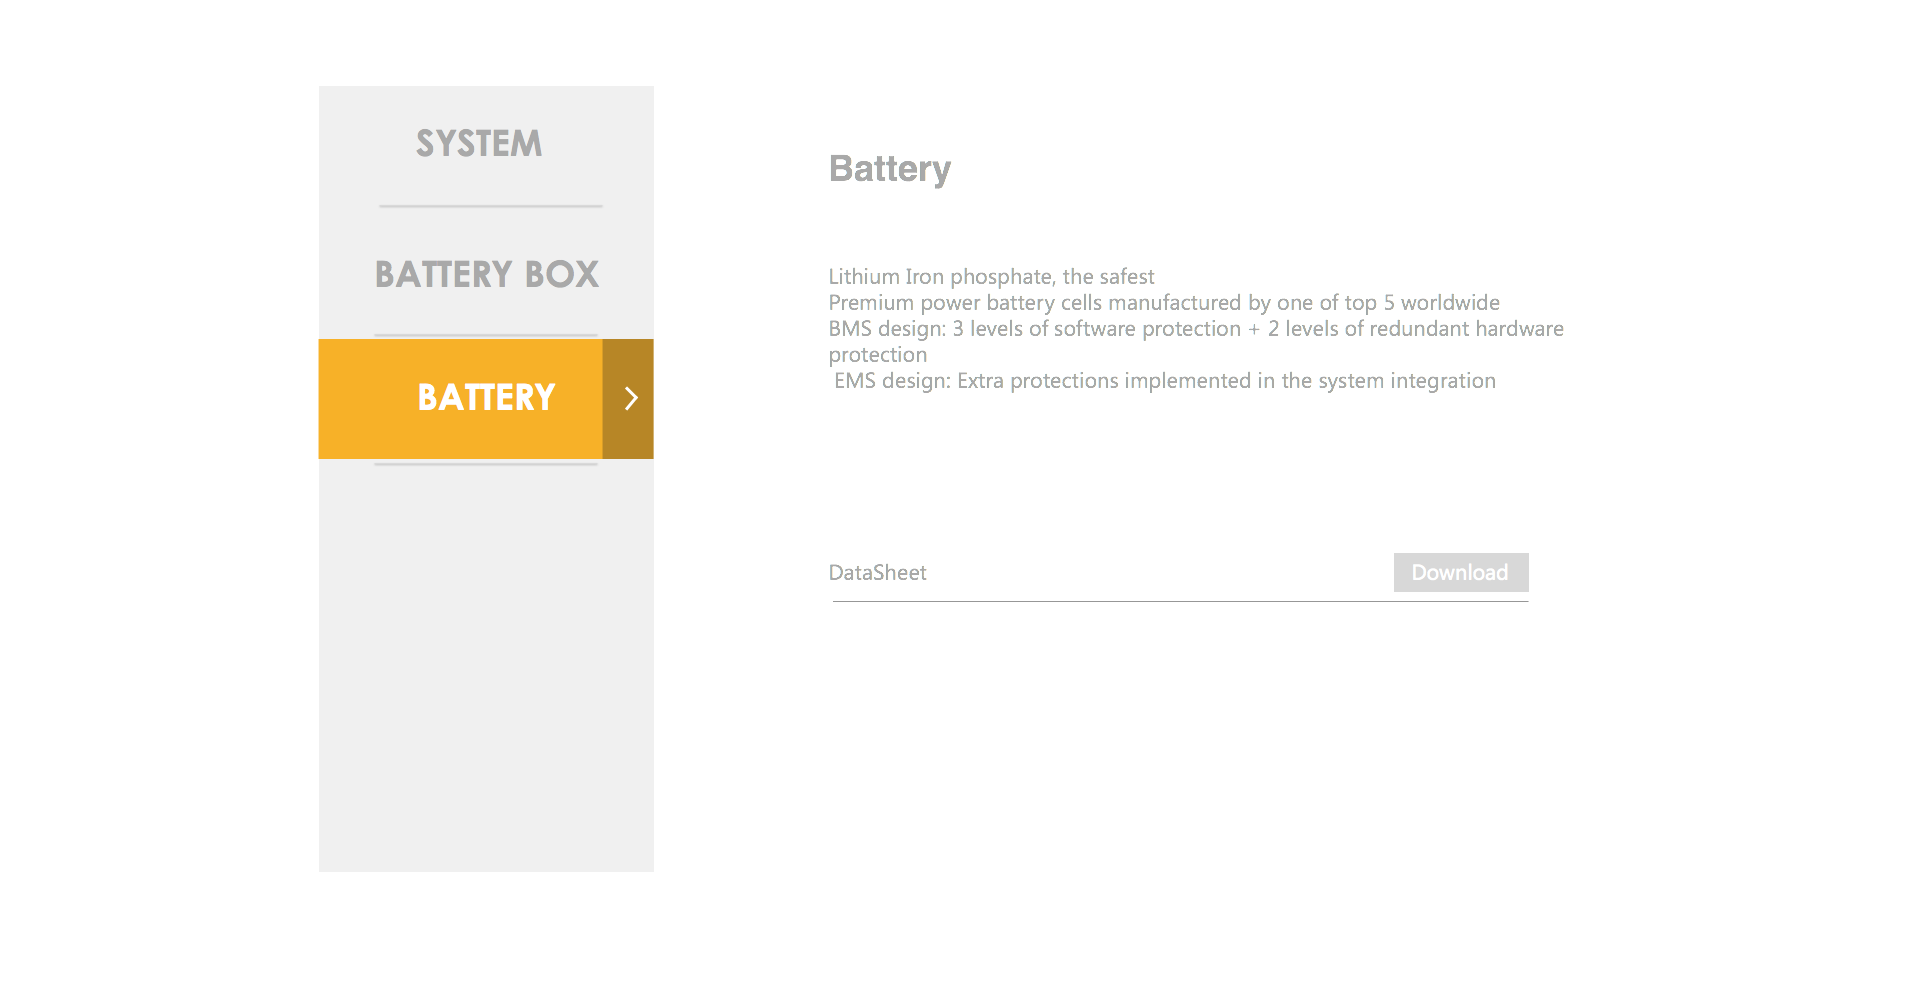 SYSTEM
BATTERY BOX
BATTERY
Battery
Lithium Iron phosphate, the safest
Premium power battery cells manufactured by one of top 5 worldwide
BMS design: 3 levels of software protection + 2 levels of redundant hardware
protection
EMS design: Extra protections implemented in the system integration
DataSheet
Download